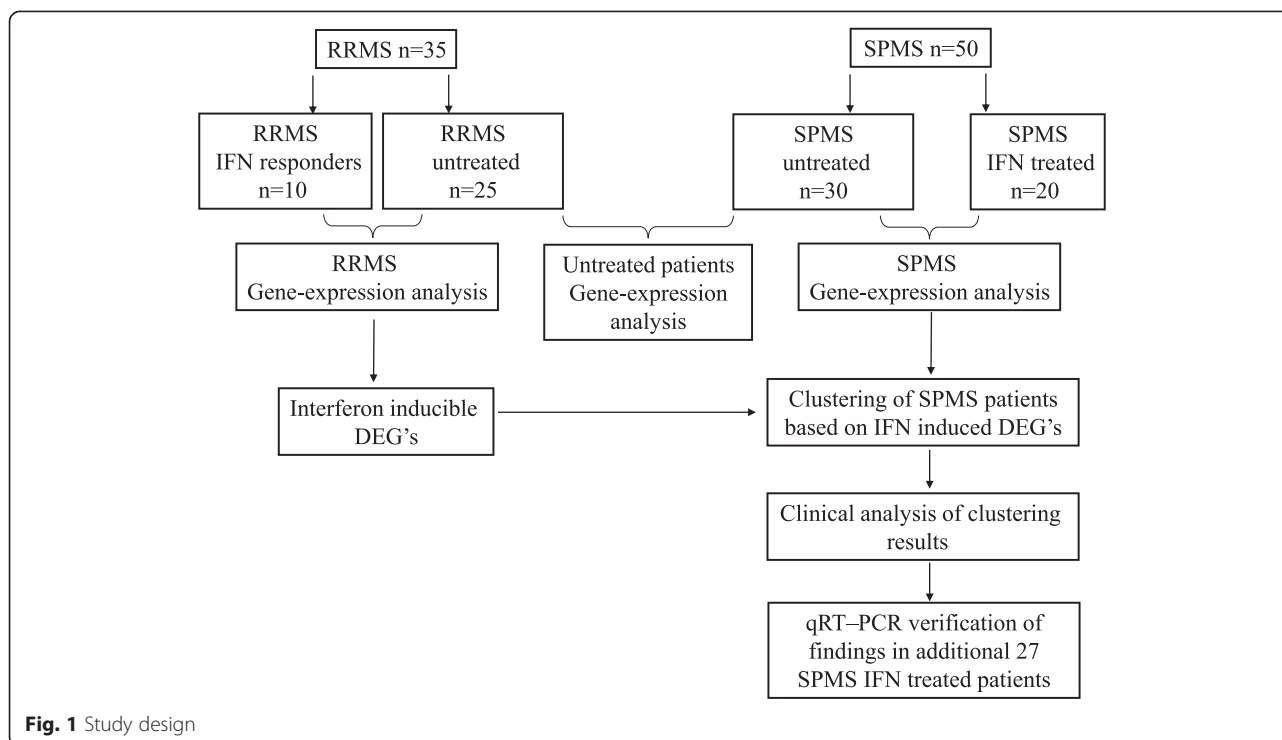 RRMS n=35
SPMS n=50
RRMS
IFN responders
n=10
RRMS
untreated
n=25
SPMS
untreated
n=30
SPMS
IFN treated
n=20
RRMS
Gene-expression analysis
Untreated patients
Gene-expression
analysis
SPMS
Gene-expression analysis
Interferon inducible
DEG’s
Clustering of SPMS patients
based on IFN induced DEG’s
Clinical analysis of clustering
results
qRT–PCR verification of
findings in additional 27
SPMS IFN treated patients
Fig. 1 Study design